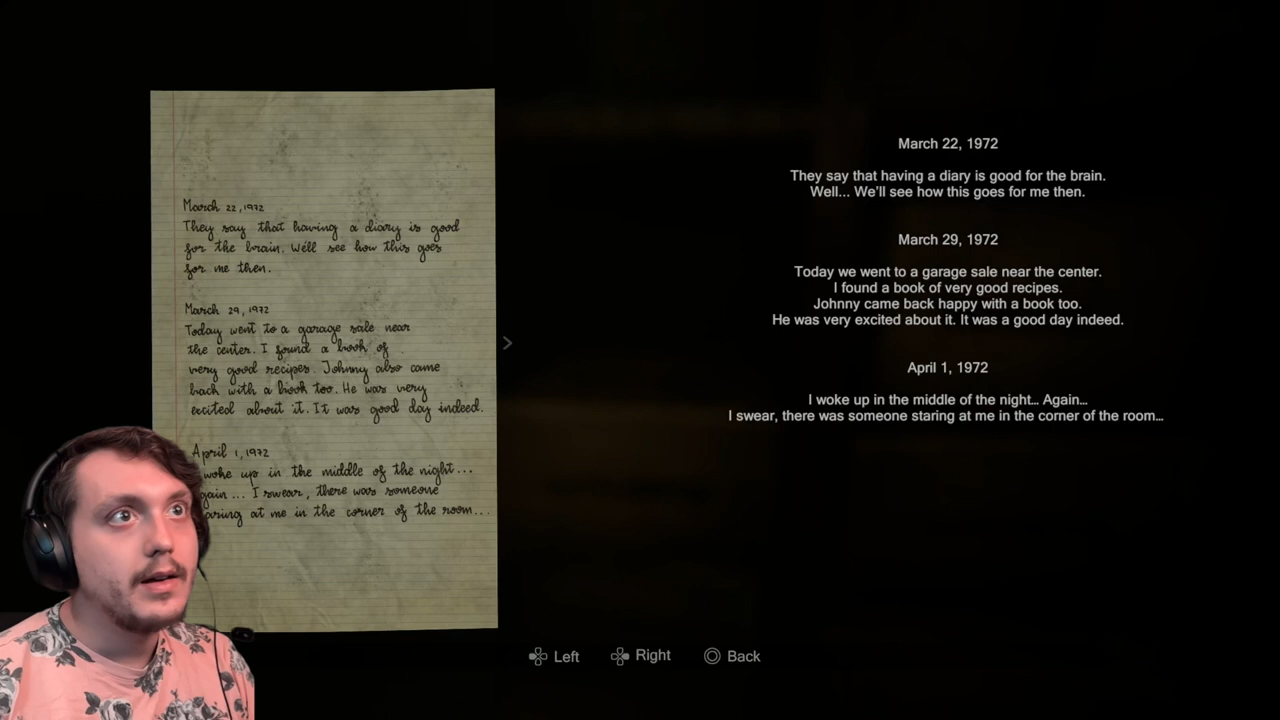 March 22, 1972
They say that having a diary is good
for the brain. We'll see how this goes
for me then.
March 29, 1972
Today went to a garage sale near
the center. I found a book of
very good recipes. Johnny also came
back with a book too. He was very
excited about it. It was good day indeed.
April 1, 1972
woke up in the middle of the night...
gain... I swear, there was someone
aring at me in the corner of the room...
March 22, 1972
They say that having a diary is good for the brain.
Well... We'll see how this goes for me then.
March 29, 1972
Today we went to a garage sale near the center.
I found a book of very good recipes.
Johnny came back happy with a book too.
He was very excited about it. It was a good day indeed.
April 1, 1972
I woke up in the middle of the night... Again...
I swear, there was someone staring at me in the corner of the room...
Left Right Back